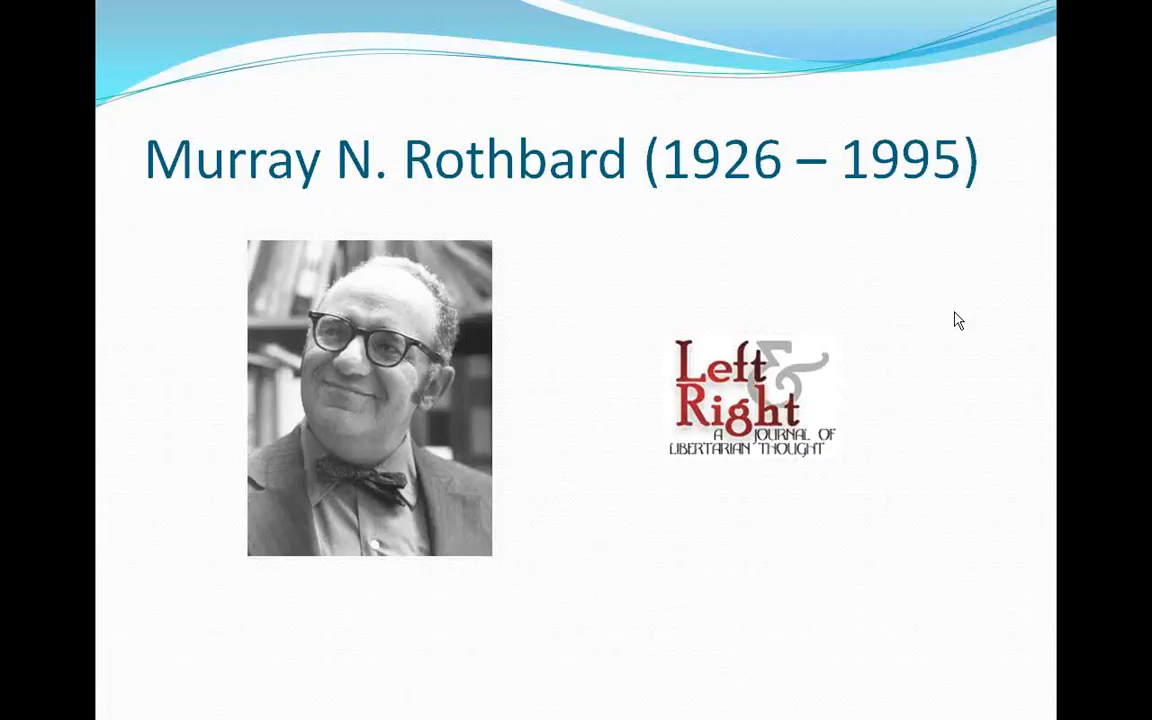 Murray N. Rothbard (1926 – 1995)
Left &
Right
A JOURNAL OF
LIBERTARIAN THOUGHT